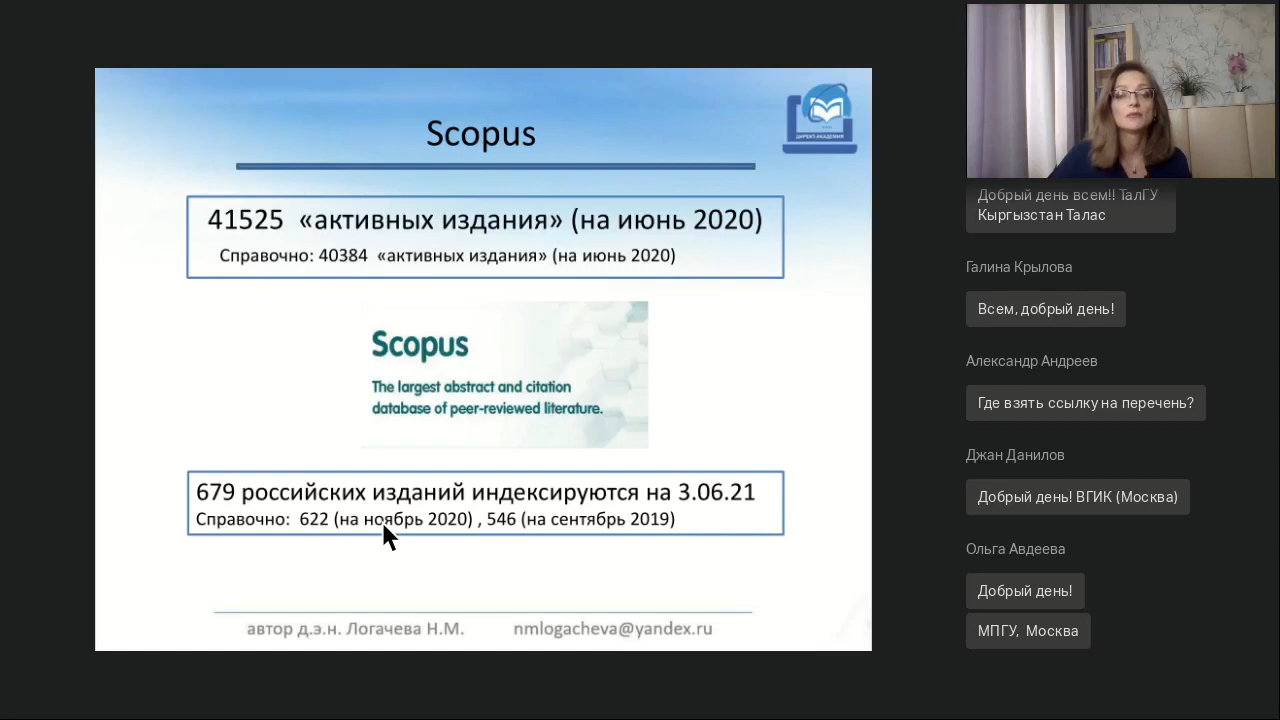 Scopus
ДИРЕКТ-АКАДЕМИЯ
41525 «активных издания» (на июнь 2020)
Справочно: 40384 «активных издания» (на июнь 2020)
Scopus
The largest abstract and citation
database of peer-reviewed literature.
679 российских изданий индексируются на 3.06.21
Справочно: 622 (на ноябрь 2020) , 546 (на сентябрь 2019)
автор д.э.н. Логачева Н.М. nmlogacheva@yandex.ru
Добрый день всем!! ТалГУ
Кыргызстан Талас
Галина Крылова
Всем, добрый день!
Александр Андреев
Где взять ссылку на перечень?
Джан Данилов
Добрый день! ВГИК (Москва)
Ольга Авдеева
Добрый день!
МПГУ, Москва